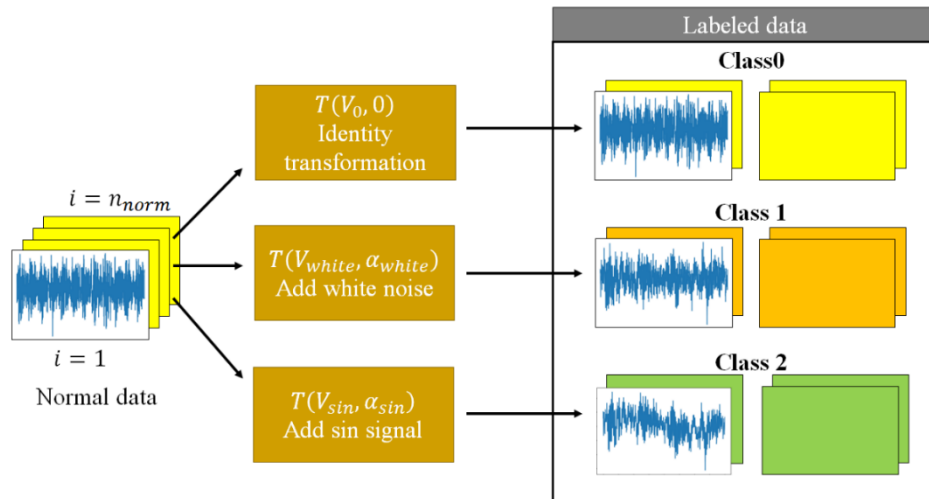 Labeled data
Class0
T(V₀, 0)
Identity
transformation
i = n_norm
Class 1
T(V_white, α_white)
Add white noise
i = 1
Normal data
Class 2
T(V_sin, α_sin)
Add sin signal